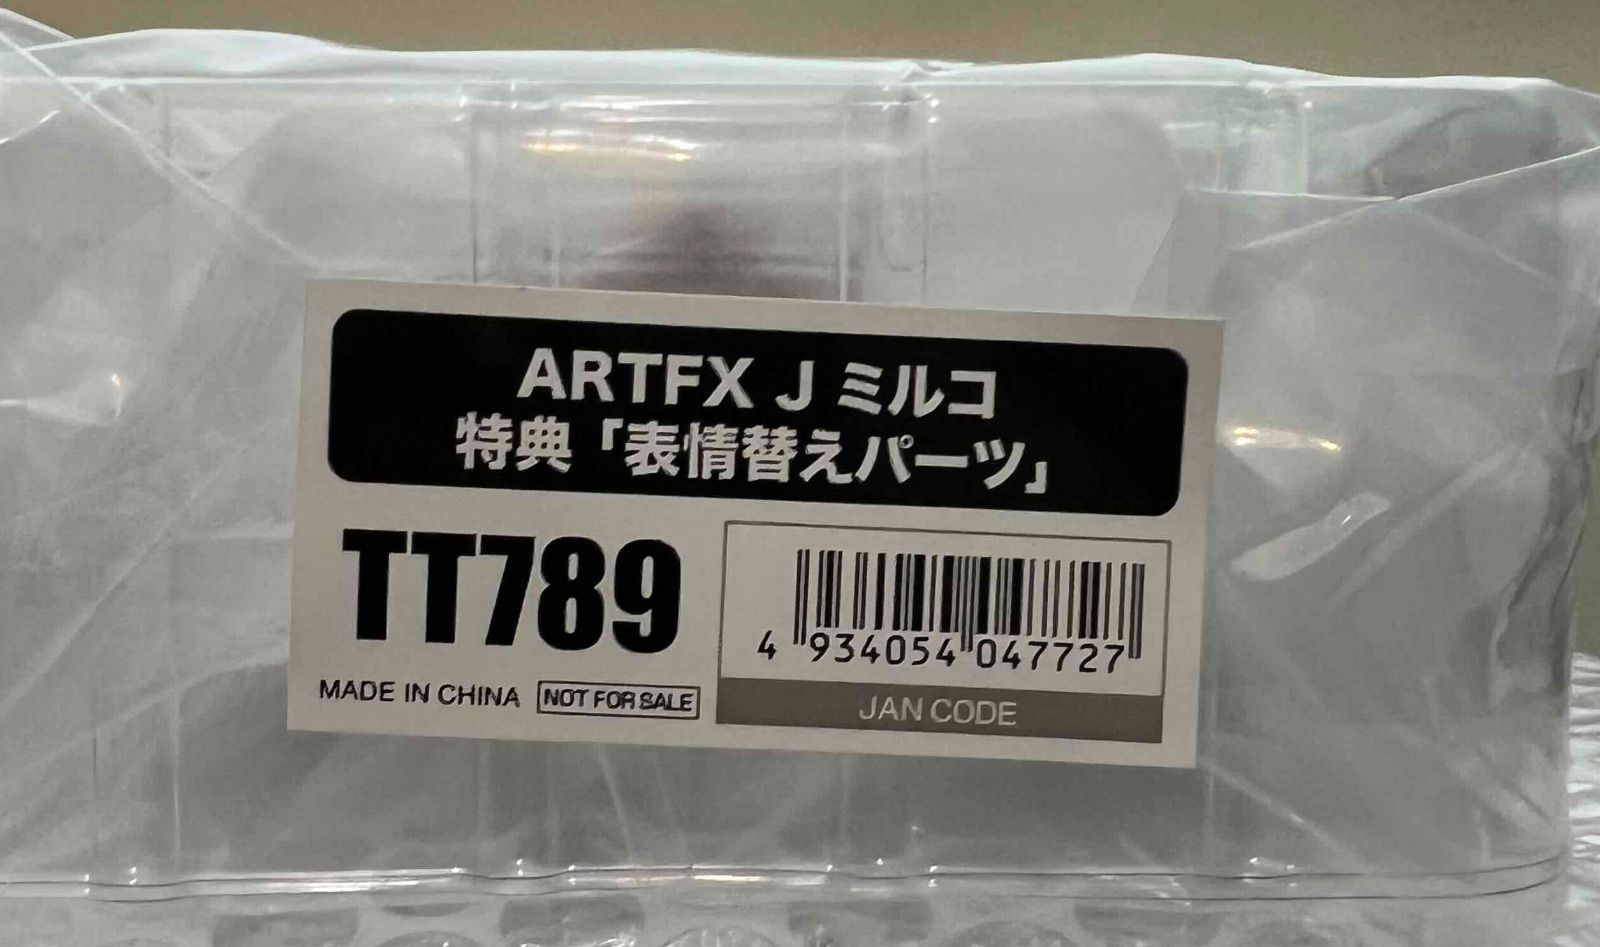 ARTFX J ミルコ
特典「表情替えパーツ」
TT789
MADE IN CHINA NOT FOR SALE
4 934054 047727
JAN CODE